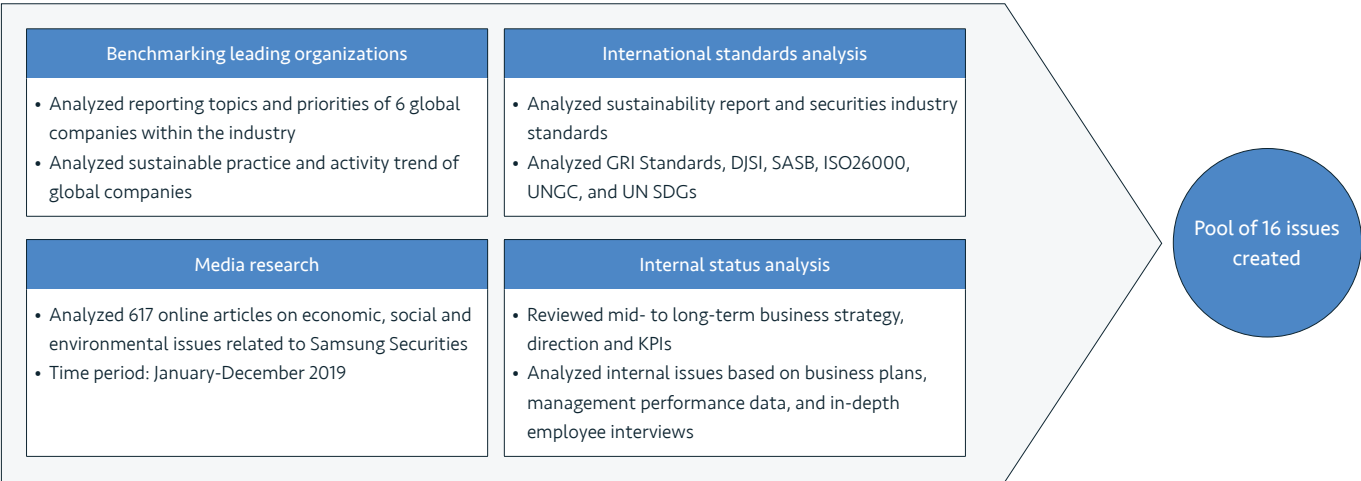 Benchmarking leading organizations
• Analyzed reporting topics and priorities of 6 global
companies within the industry
• Analyzed sustainable practice and activity trend of
global companies
International standards analysis
• Analyzed sustainability report and securities industry
standards
• Analyzed GRI Standards, DJSI, SASB, ISO26000,
UNGC, and UN SDGs
Media research
• Analyzed 617 online articles on economic, social and
environmental issues related to Samsung Securities
• Time period: January-December 2019
Internal status analysis
• Reviewed mid- to long-term business strategy,
direction and KPIs
• Analyzed internal issues based on business plans,
management performance data, and in-depth
employee interviews
Pool of 16 issues
created